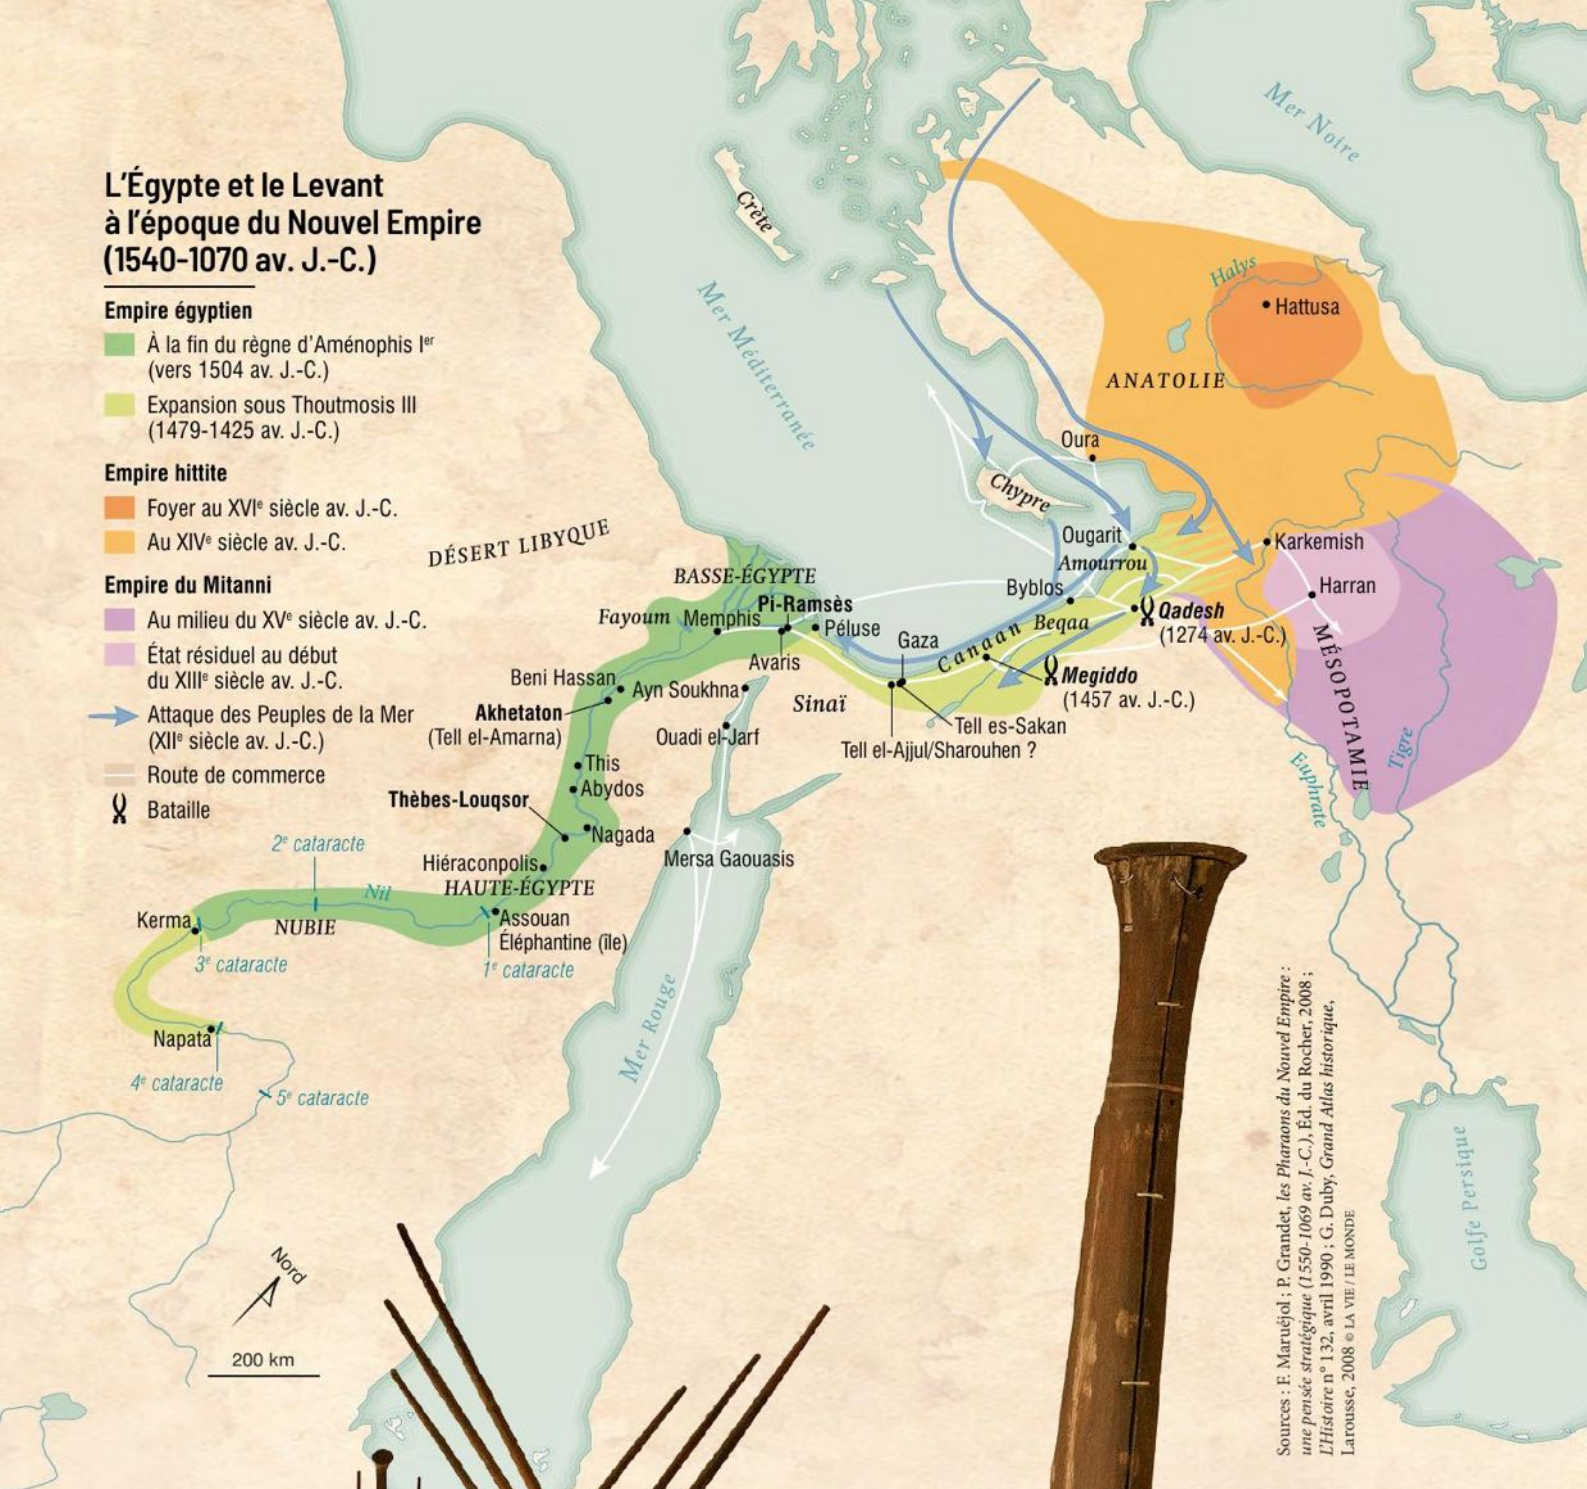 L'Égypte et le Levant
à l'époque du Nouvel Empire
(1540-1070 av. J.-C.)
Empire égyptien
À la fin du règne d'Aménophis Ier
(vers 1504 av. J.-C.)
Expansion sous Thoutmosis III
(1479-1425 av. J.-C.)
Empire hittite
Foyer au XVIe siècle av. J.-C.
Au XIVe siècle av. J.-C.
Empire du Mitanni
Au milieu du XVe siècle av. J.-C.
État résiduel au début
du XIIIe siècle av. J.-C.
Attaque des Peuples de la Mer
(XIIe siècle av. J.-C.)
Route de commerce
Bataille
Mer Noire
Crète
Mer Méditerranée
Halys
Hattusa
ANATOLIE
Oura
Chypre
Ougarit
Amourrou
Karkemish
Harran
Byblos
Beqaa
Qadesh
(1274 av. J.-C.)
MÉSOPOTAMIE
Canaan
Gaza
Megiddo
(1457 av. J.-C.)
Tell es-Sakan
Tell el-Ajjul/Sharouhen ?
Euphrate
Tigre
DÉSERT LIBYQUE
BASSE-ÉGYPTE
Pi-Ramsès
Fayoum
Memphis
Péluse
Avaris
Sinaï
Beni Hassan
Ayn Soukhna
Akhetaton
(Tell el-Amarna)
Ouadi el-Jarf
This
Abydos
Thèbes-Louqsor
Nagada
Mersa Gaouasis
Hiéraconpolis
HAUTE-ÉGYPTE
2e cataracte
Nil
NUBIE
Kerma
3e cataracte
Assouan
Éléphantine (île)
1e cataracte
Napata
4e cataracte
5e cataracte
Mer Rouge
Golfe Persique
Nord
200 km
Sources : F. Maruéjol ; P. Grandet, les Pharaons du Nouvel Empire :
une pensée stratégique (1550-1069 av. J.-C.), Éd. du Rocher, 2008 ;
L'Histoire n° 132, avril 1990 ; G. Duby, Grand Atlas historique,
Larousse, 2008 © LA VIE / LE MONDE